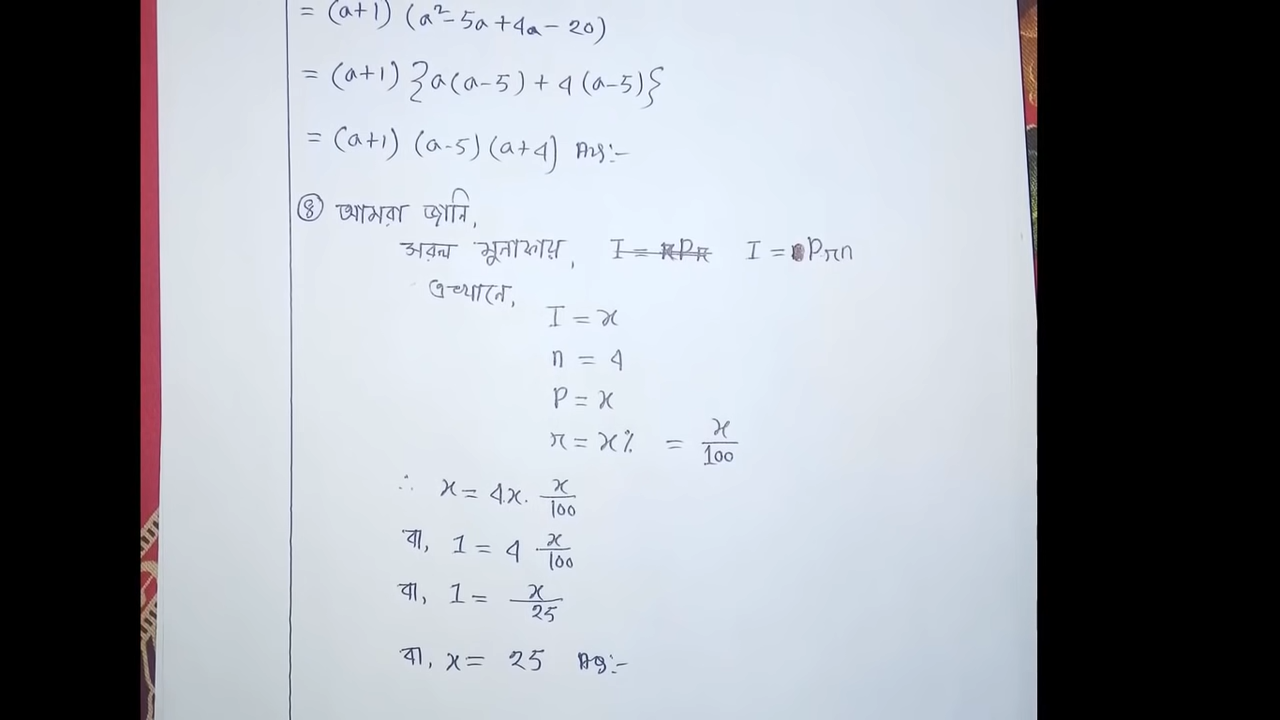 = (a+1) (a²-5a+4a-20)
= (a+1) {a(a-5) + 4(a-5)}
= (a+1) (a-5) (a+4) Ans:-
৪ আমরা জানি,
সরল মুনাফায়, I = Prn
এখানে,
I = x
n = 4
P = x
r = x% = x/100
∴ x = 4x. x/100
বা, 1 = 4 · x/100
বা, 1 = x/25
বা, x = 25 Ans:-